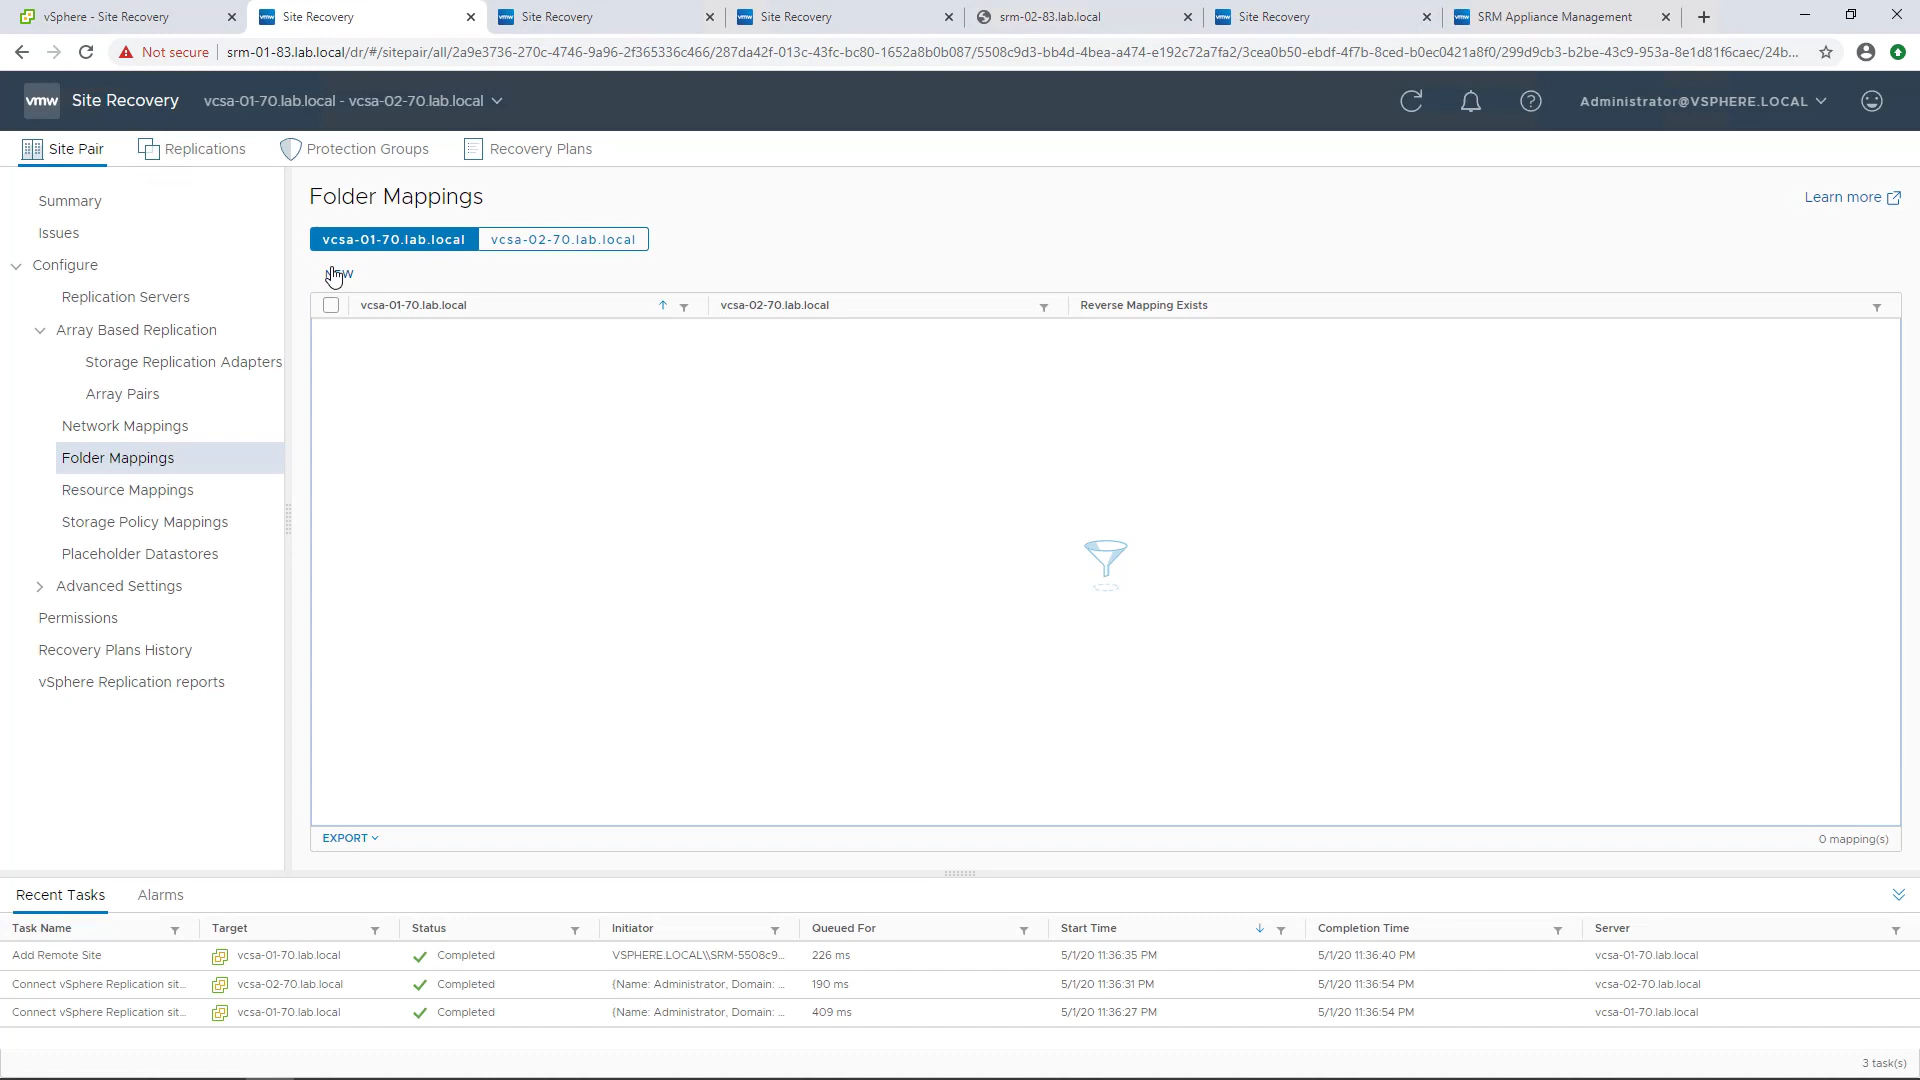 vSphere - Site Recovery
Site Recovery
Site Recovery
Site Recovery
srm-02-83.lab.local
Site Recovery
SRM Appliance Management
Not secure
srm-01-83.lab.local/dr/#/sitepair/all/2a9e3736-270c-4746-9a96-2f365336c466/287da42f-013c-43fc-bc80-1652a8b0b087/5508c9d3-bb4d-4bea-a474-e192c72a7fa2/3cea0b50-ebdf-4f7b-8ced-b0ec0421a8f0/299d9cb3-b2be-43c9-953a-8e1d81f6caec/24b...
vmw
Site Recovery
vcsa-01-70.lab.local - vcsa-02-70.lab.local
Administrator@VSPHERE.LOCAL
Site Pair
Replications
Protection Groups
Recovery Plans
Summary
Issues
Configure
Replication Servers
Array Based Replication
Storage Replication Adapters
Array Pairs
Network Mappings
Folder Mappings
Resource Mappings
Storage Policy Mappings
Placeholder Datastores
Advanced Settings
Permissions
Recovery Plans History
vSphere Replication reports
Folder Mappings
Learn more
vcsa-01-70.lab.local
vcsa-02-70.lab.local
NEW
vcsa-01-70.lab.local
vcsa-02-70.lab.local
Reverse Mapping Exists
EXPORT
0 mapping(s)
Recent Tasks
Alarms
Task Name Target Status Initiator Queued For Start Time Completion Time Server
Add Remote Site vcsa-01-70.lab.local Completed VSPHERE.LOCAL\\SRM-5508c9... 226 ms 5/1/20 11:36:35 PM 5/1/20 11:36:40 PM vcsa-01-70.lab.local
Connect vSphere Replication sit... vcsa-02-70.lab.local Completed {Name: Administrator, Domain: ... 190 ms 5/1/20 11:36:31 PM 5/1/20 11:36:54 PM vcsa-02-70.lab.local
Connect vSphere Replication sit... vcsa-01-70.lab.local Completed {Name: Administrator, Domain: ... 409 ms 5/1/20 11:36:27 PM 5/1/20 11:36:54 PM vcsa-01-70.lab.local
3 task(s)